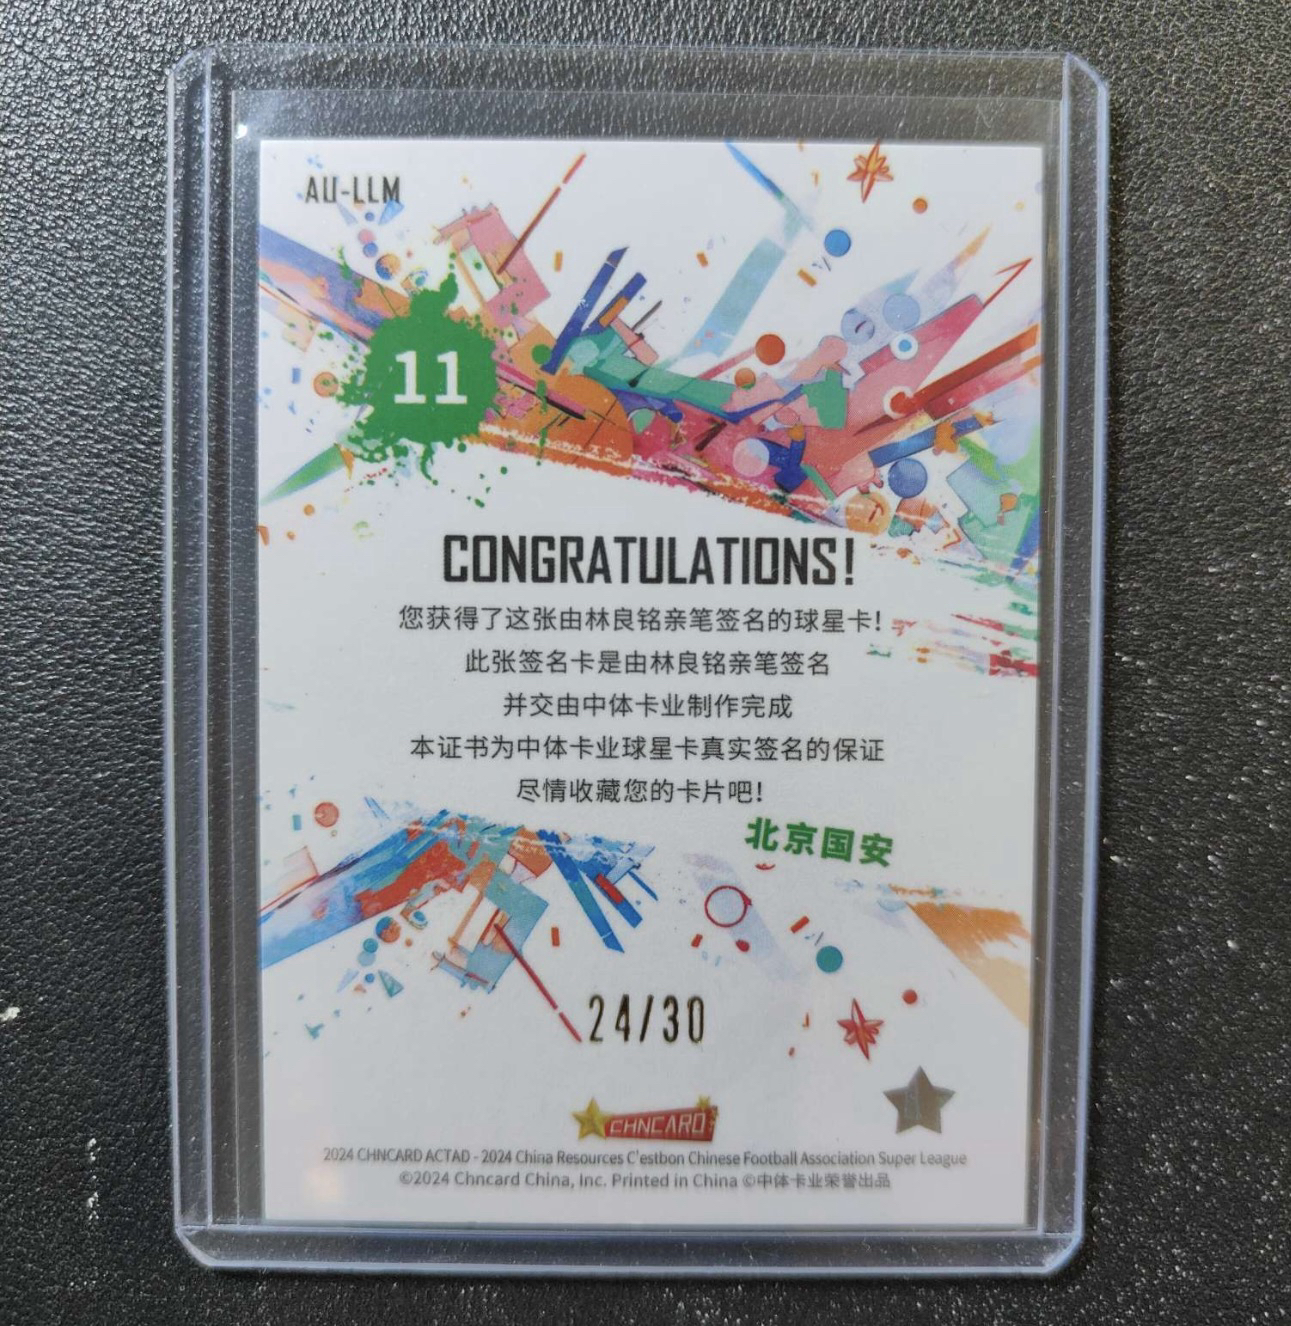 AU-LLM
11
CONGRATULATIONS!
您获得了这张由林良铭亲笔签名的球星卡!
此张签名卡是由林良铭亲笔签名
并交由中体卡业制作完成
本证书为中体卡业球星卡真实签名的保证
尽情收藏您的卡片吧!
北京国安
24/30
CHNCARD
2024 CHNCARD ACTAD - 2024 China Resources C'estbon Chinese Football Association Super League
©2024 Chncard China, Inc. Printed in China ©中体卡业荣誉出品